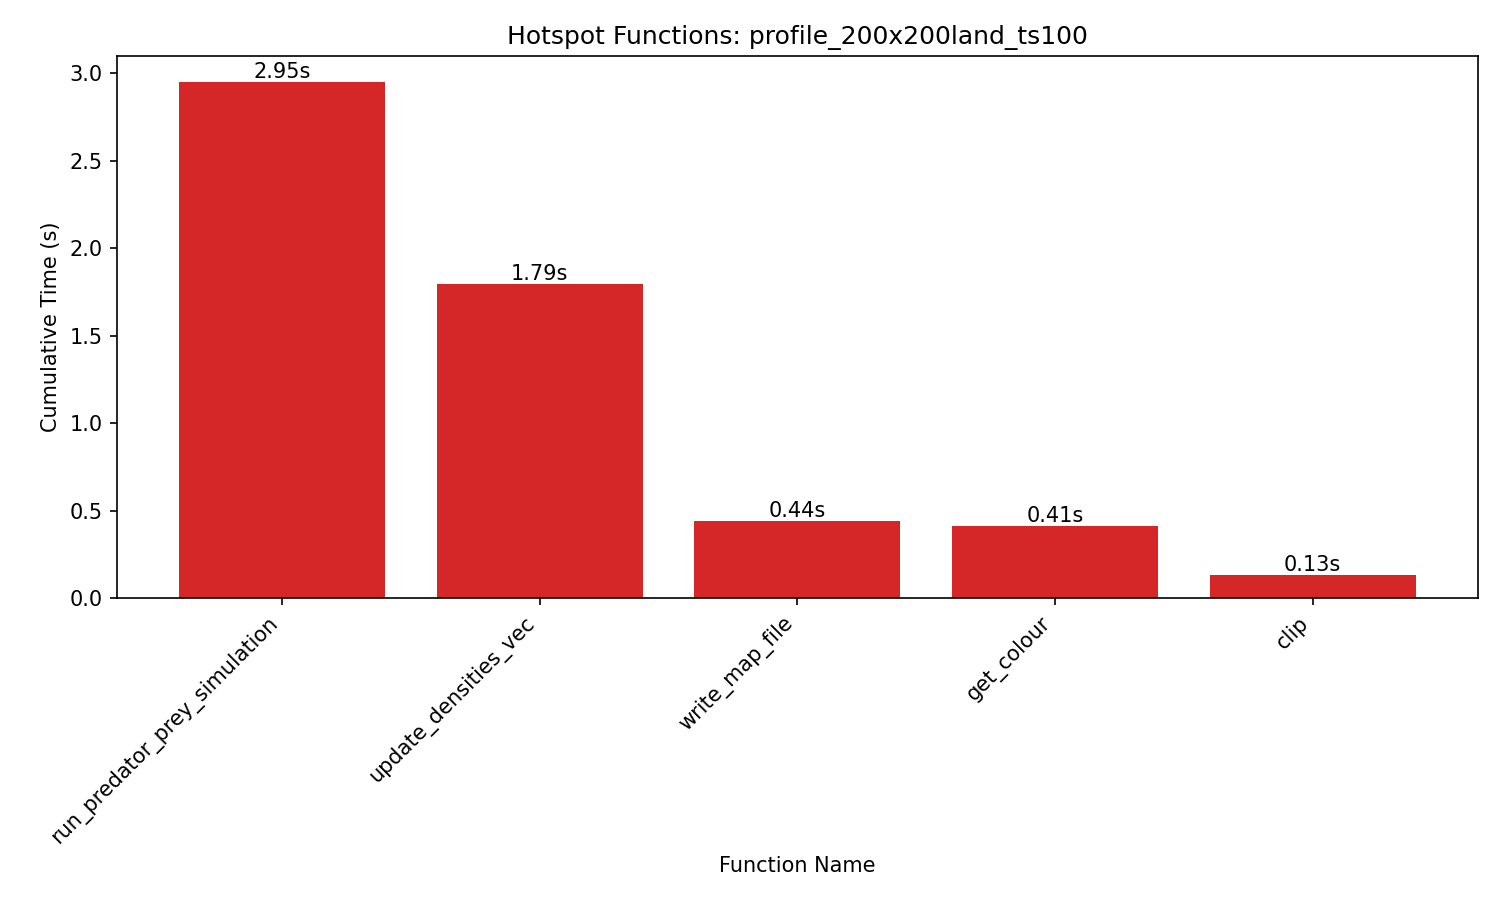 Hotspot Functions: profile_200x200land_ts100
Cumulative Time (s)
3.0
2.5
2.0
1.5
1.0
0.5
0.0
2.95s
1.79s
0.44s
0.41s
0.13s
run_predator_prey_simulation
update_densities_vec
write_map_file
get_colour
clip
Function Name